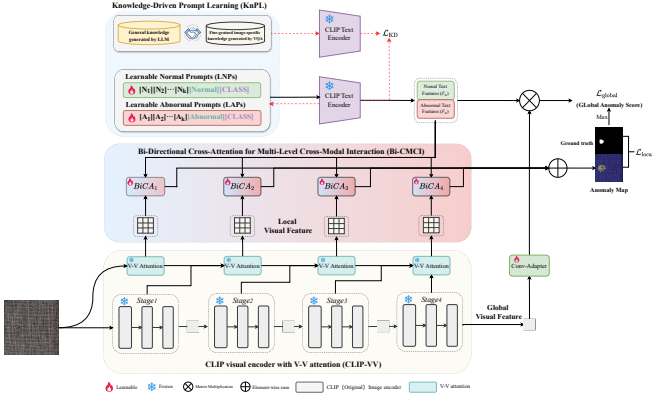 Knowledge-Driven Prompt Learning (KnPL)
General knowledge
generated by LLM
Fine-grained image-specific
knowledge generated by VQA
CLIP Text
Encoder
ℒKD
Learnable Normal Prompts (LNPs)
[N₁][N₂]⋯[Nₖ][Normal][CLASS]
Learnable Abnormal Prompts (LAPs)
[A₁][A₂]⋯[Aₖ][Abnormal][CLASS]
CLIP Text
Encoder
Normal Text
Features (Fₙ)
Abnormal Text
Features (Fₐ)
ℒglobal
(GLobal Anomaly Score)
Max
Ground truth
ℒlocal
Anomaly Map
Bi-Directional Cross-Attention for Multi-Level Cross-Modal Interaction (Bi-CMCI)
BiCA₁
BiCA₂
BiCA₃
BiCA₄
Local
Visual Feature
V-V Attention
V-V Attention
V-V Attention
V-V Attention
Conv-Adapter
Stage1
Stage2
Stage3
Stage4
Global
Visual Feature
CLIP visual encoder with V-V attention (CLIP-VV)
Learnable
Frozen
Matrix Multiplication
Element-wise sum
CLIP (Original) Image encoder
V-V attention